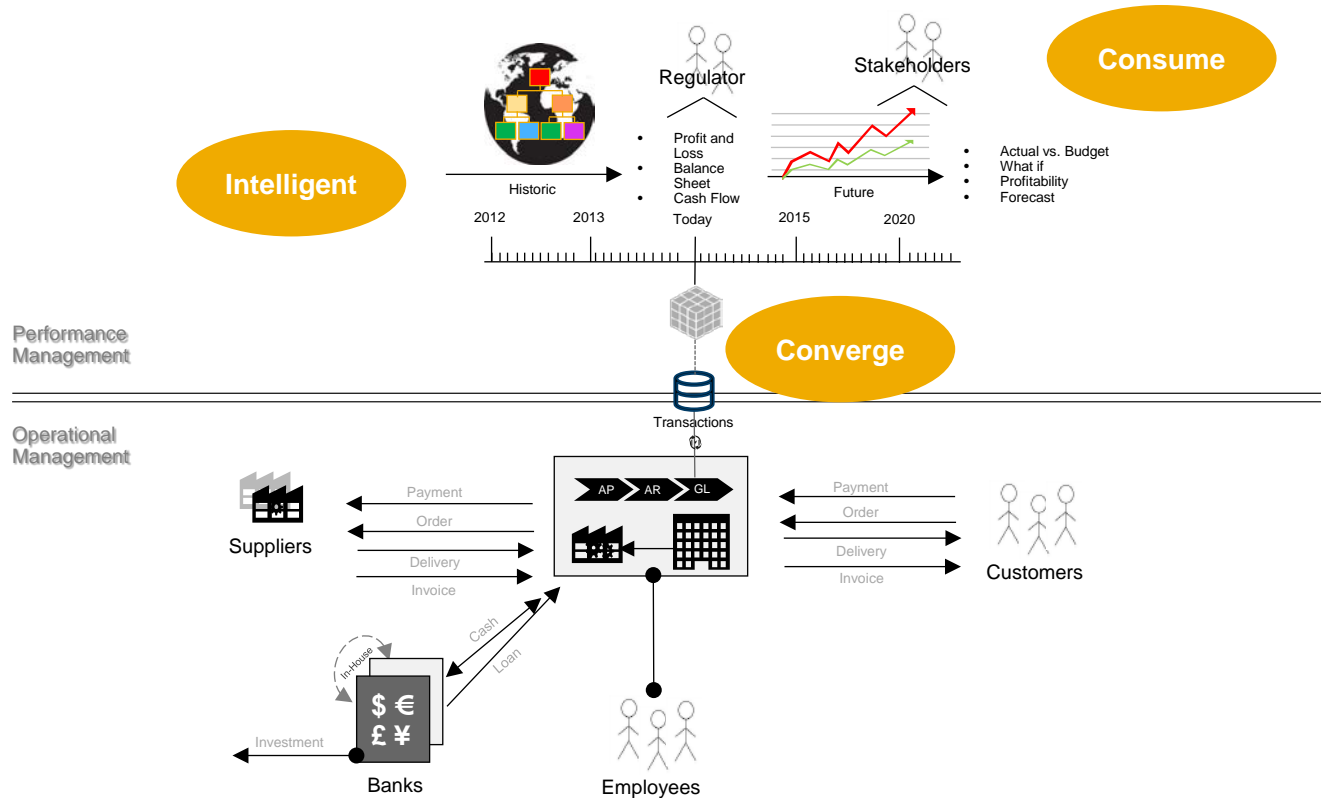 Consume
Regulator
Stakeholders
Intelligent
Historic
• Profit and
Loss
• Balance
Sheet
• Cash Flow
Future
• Actual vs. Budget
• What if
• Profitability
• Forecast
2012
2013
Today
2015
2020
Performance
Management
Converge
Transactions
Operational
Management
AP
AR
GL
Suppliers
Payment
Order
Delivery
Invoice
Payment
Order
Delivery
Invoice
Customers
Cash
Loan
In-House
$ €
£ ¥
Investment
Banks
Employees